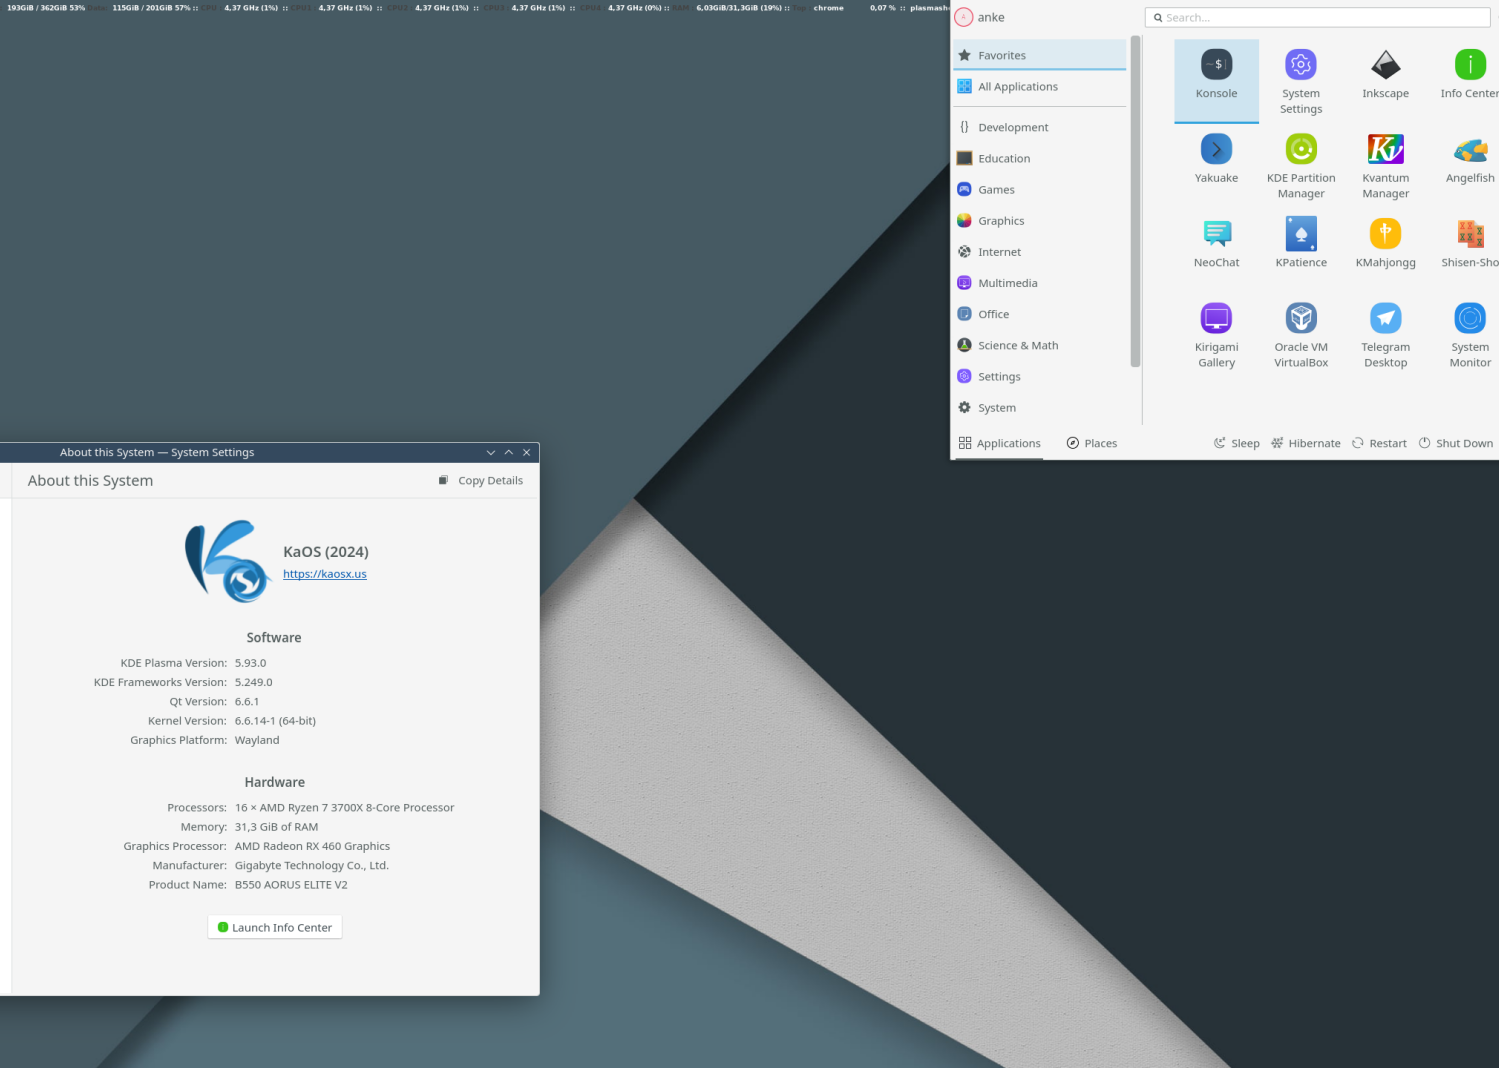 : 193GiB / 362GiB 53% Data: 115GiB / 201GiB 57% :: CPU : 4,37 GHz (1%) :: CPU1 : 4,37 GHz (1%) :: CPU2 : 4,37 GHz (1%) :: CPU3 : 4,37 GHz (1%) :: CPU4 : 4,37 GHz (0%) :: RAM : 6,03GiB/31,3GiB (19%) :: Top : chrome 0,07 % :: plasmash
anke
Search...
Favorites
All Applications
Development
Education
Games
Graphics
Internet
Multimedia
Office
Science & Math
Settings
System
~$
Konsole
System
Settings
Inkscape
Info Center
Yakuake
KDE Partition
Manager
Kvantum
Manager
Angelfish
NeoChat
KPatience
KMahjongg
Shisen-Sho
Kirigami
Gallery
Oracle VM
VirtualBox
Telegram
Desktop
System
Monitor
Applications
Places
Sleep
Hibernate
Restart
Shut Down
About this System — System Settings
About this System
Copy Details
KaOS (2024)
https://kaosx.us
Software
KDE Plasma Version: 5.93.0
KDE Frameworks Version: 5.249.0
Qt Version: 6.6.1
Kernel Version: 6.6.14-1 (64-bit)
Graphics Platform: Wayland
Hardware
Processors: 16 × AMD Ryzen 7 3700X 8-Core Processor
Memory: 31,3 GiB of RAM
Graphics Processor: AMD Radeon RX 460 Graphics
Manufacturer: Gigabyte Technology Co., Ltd.
Product Name: B550 AORUS ELITE V2
Launch Info Center